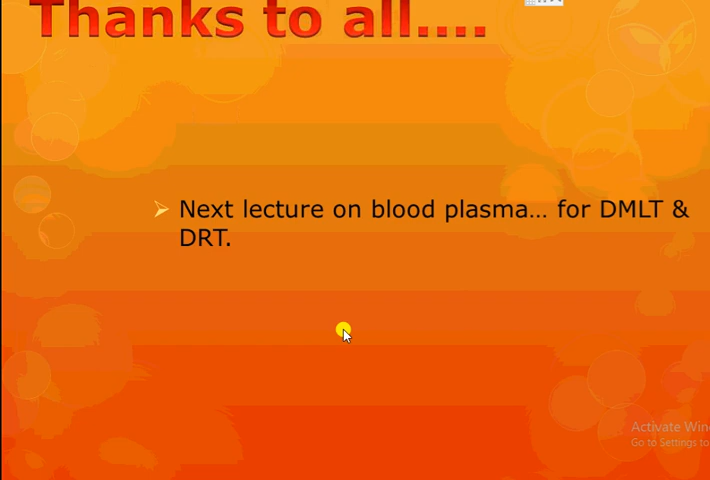 Thanks to all....
Next lecture on blood plasma... for DMLT &
DRT.
Activate Win
Go to Settings to